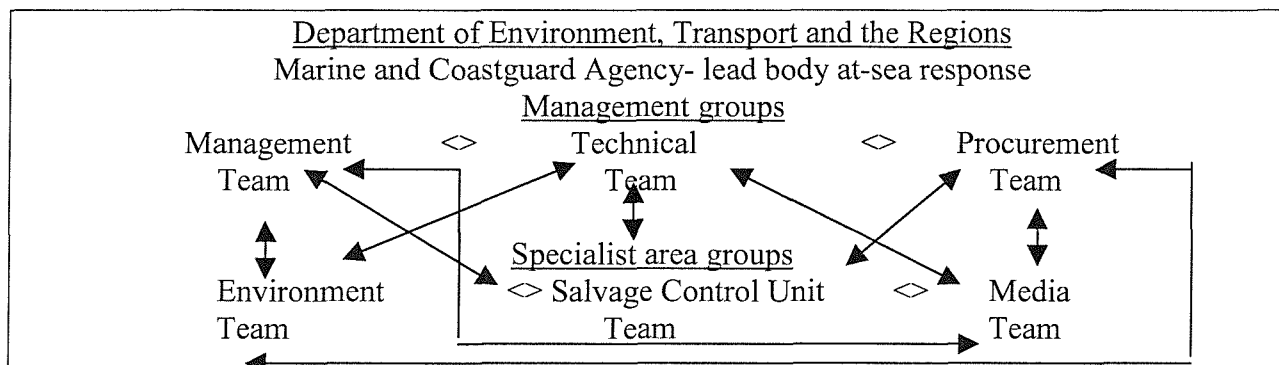 Department of Environment, Transport and the Regions
Marine and Coastguard Agency- lead body at-sea response
Management groups
Management <> Technical <> Procurement
Team Team Team
Specialist area groups
Environment <> Salvage Control Unit <> Media
Team Team Team